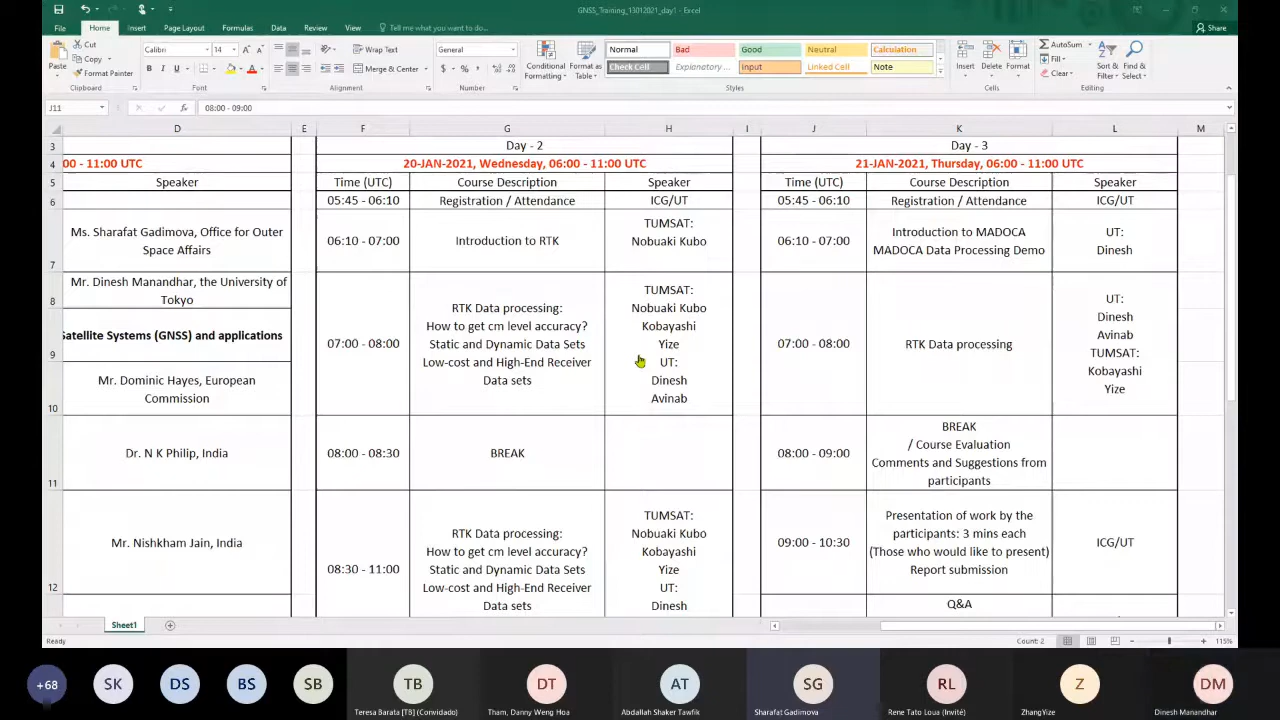 GNSS_Training_13012021_day1 - Excel
File
Home
Insert
Page Layout
Formulas
Data
Review
View
Tell me what you want to do
Share
Paste
Cut
Copy
Format Painter
Clipboard
Calibri
14
Font
Wrap Text
Merge & Center
Alignment
General
Number
Conditional
Formatting
Format as
Table
Normal
Bad
Good
Neutral
Calculation
Check Cell
Explanatory ...
Input
Linked Cell
Note
Styles
Insert
Delete
Format
Cells
AutoSum
Fill
Clear
Sort &
Filter
Find &
Select
Editing
J11
08:00 - 09:00
D
E
F
G
H
I
J
K
L
M
3
Day - 2
Day - 3
4
00 - 11:00 UTC
20-JAN-2021, Wednesday, 06:00 - 11:00 UTC
21-JAN-2021, Thursday, 06:00 - 11:00 UTC
5
Speaker
Time (UTC)
Course Description
Speaker
Time (UTC)
Course Description
Speaker
6
05:45 - 06:10
Registration / Attendance
ICG/UT
05:45 - 06:10
Registration / Attendance
ICG/UT
7
Ms. Sharafat Gadimova, Office for Outer
Space Affairs
06:10 - 07:00
Introduction to RTK
TUMSAT:
Nobuaki Kubo
06:10 - 07:00
Introduction to MADOCA
MADOCA Data Processing Demo
UT:
Dinesh
8
Mr. Dinesh Manandhar, the University of
Tokyo
9
Satellite Systems (GNSS) and applications
10
Mr. Dominic Hayes, European
Commission
07:00 - 08:00
RTK Data processing:
How to get cm level accuracy?
Static and Dynamic Data Sets
Low-cost and High-End Receiver
Data sets
TUMSAT:
Nobuaki Kubo
Kobayashi
Yize
UT:
Dinesh
Avinab
07:00 - 08:00
RTK Data processing
UT:
Dinesh
Avinab
TUMSAT:
Kobayashi
Yize
11
Dr. N K Philip, India
08:00 - 08:30
BREAK
08:00 - 09:00
BREAK
/ Course Evaluation
Comments and Suggestions from
participants
12
Mr. Nishkham Jain, India
08:30 - 11:00
RTK Data processing:
How to get cm level accuracy?
Static and Dynamic Data Sets
Low-cost and High-End Receiver
Data sets
TUMSAT:
Nobuaki Kubo
Kobayashi
Yize
UT:
Dinesh
09:00 - 10:30
Presentation of work by the
participants: 3 mins each
(Those who would like to present)
Report submission
ICG/UT
Q&A
Sheet1
Ready
Count: 2
115%
+68
SK
DS
BS
SB
TB
Teresa Barata [TB] (Convidado)
DT
Tham, Danny Weng Hoa
AT
Abdallah Shaker Tawfik
SG
Sharafat Gadimova
RL
Rene Tato Loua (Invité)
Z
ZhangYize
DM
Dinesh Manandhar